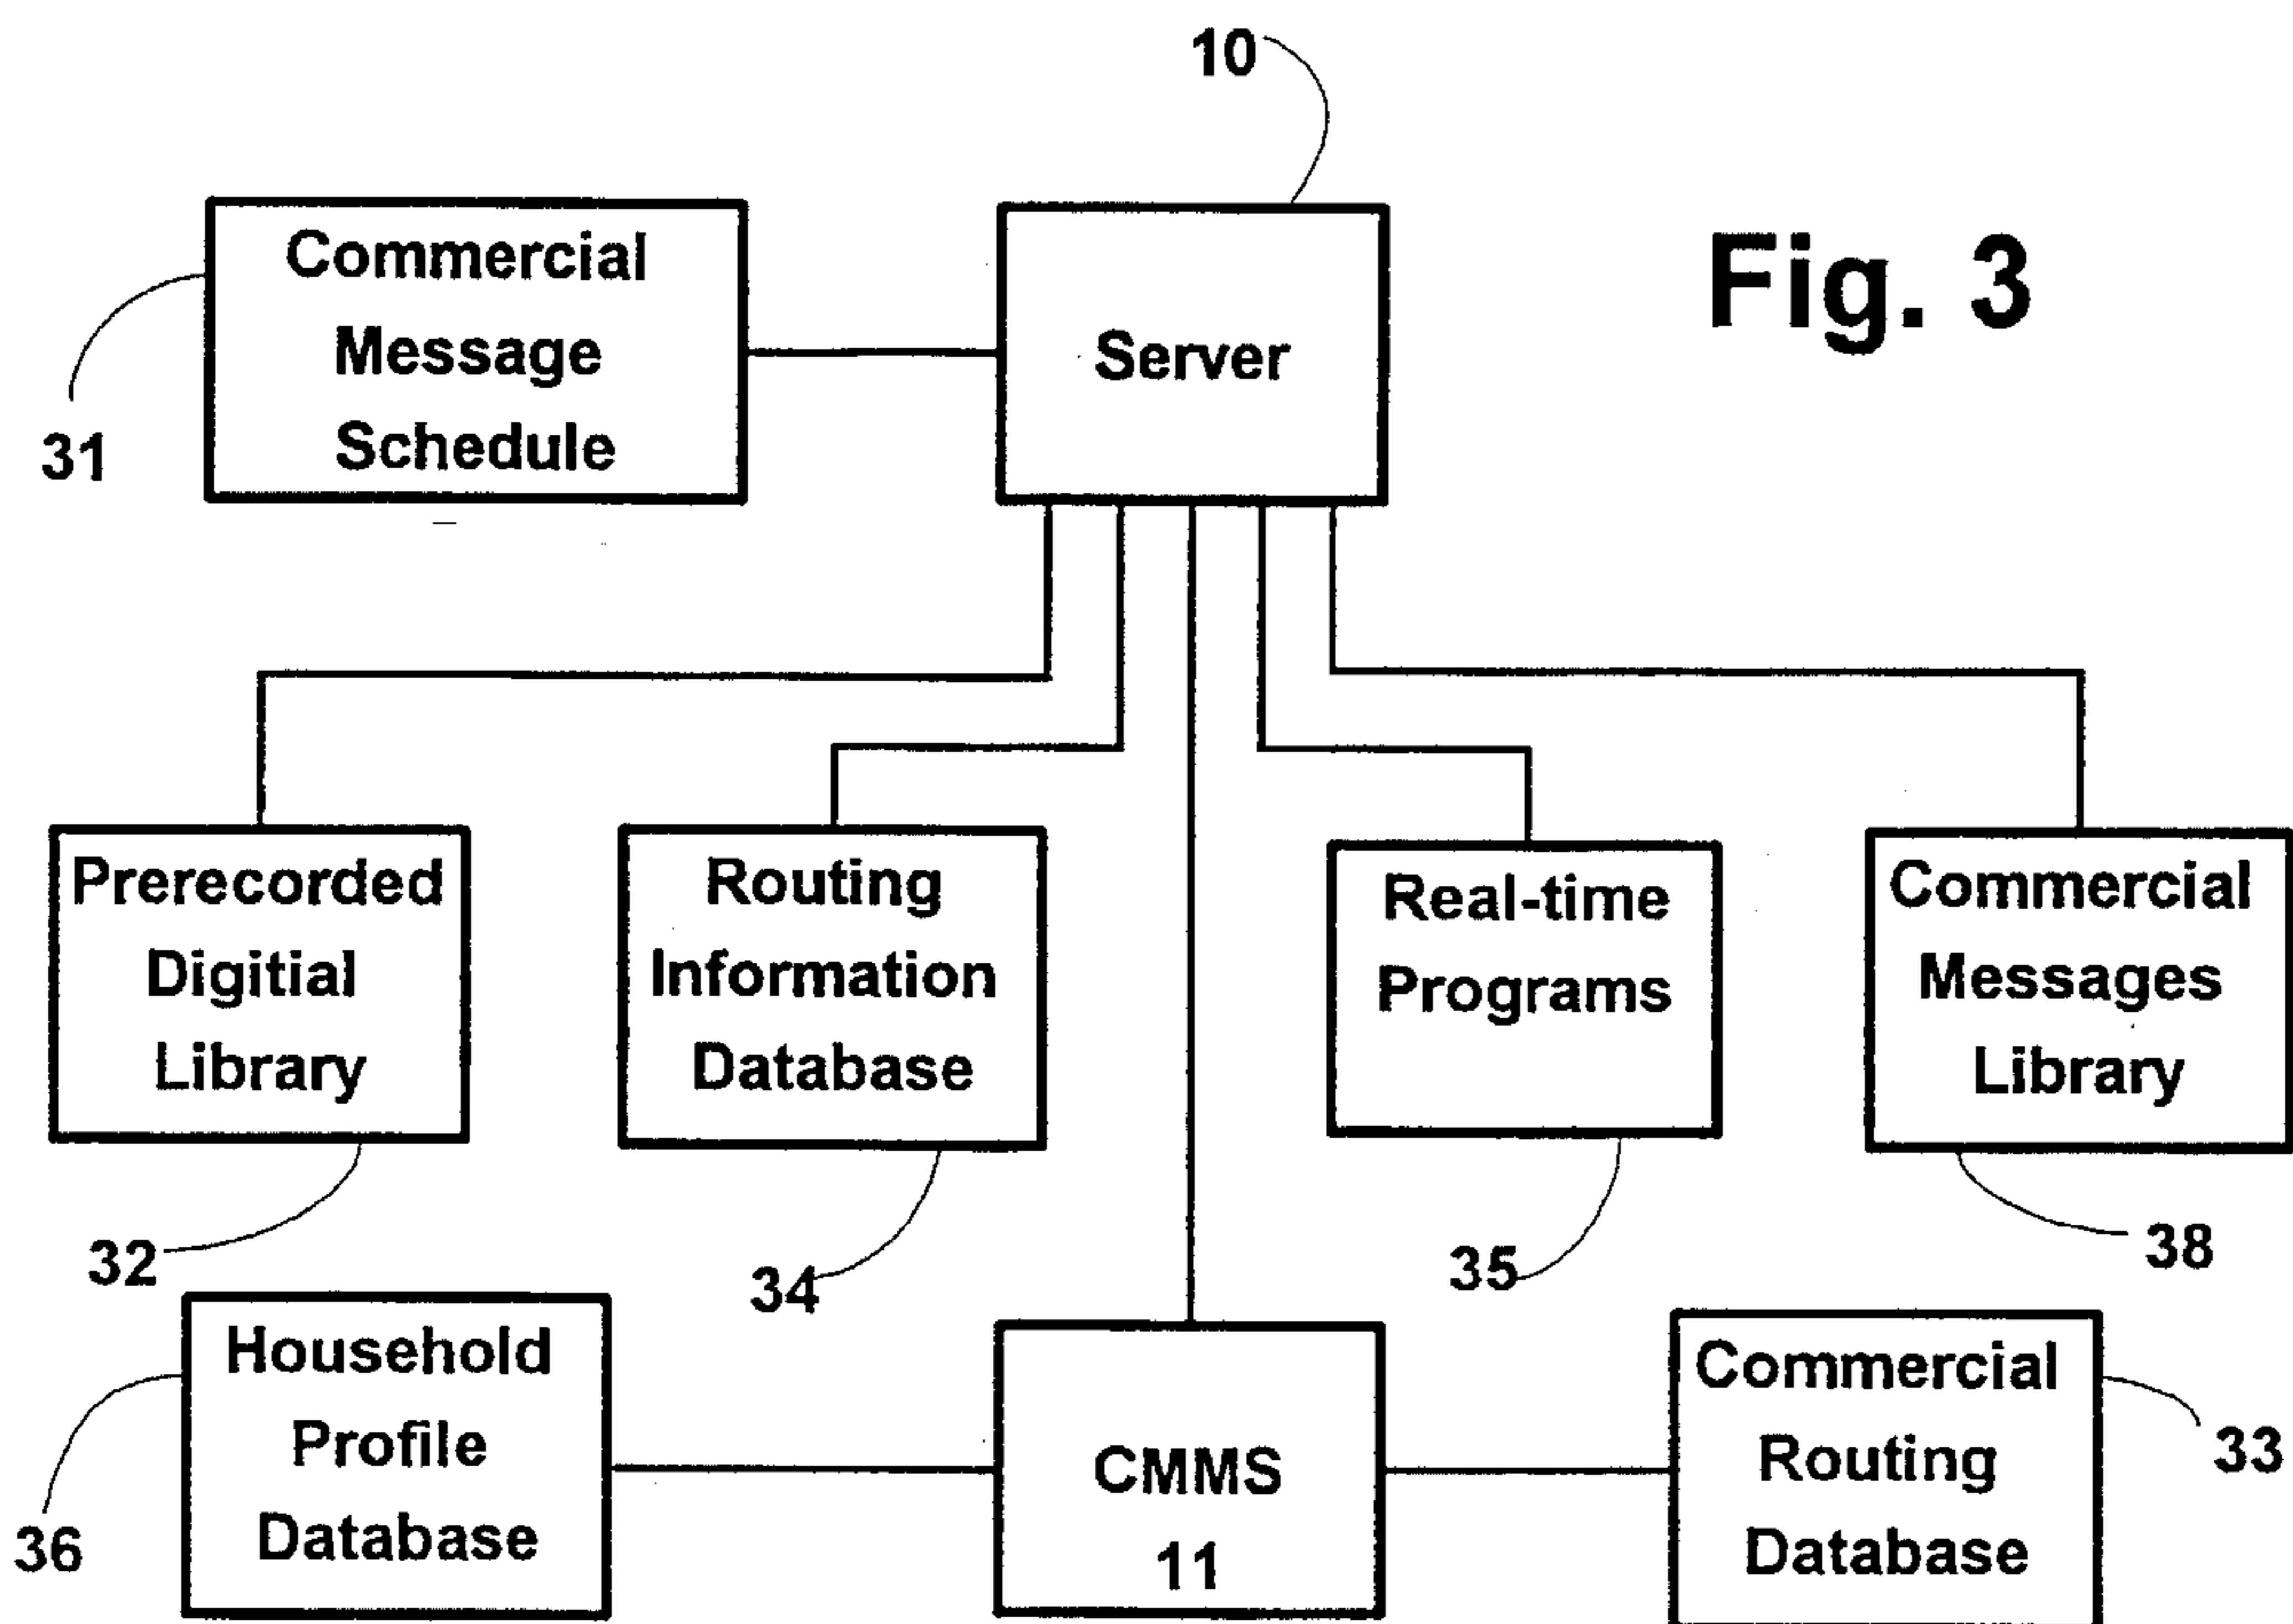 10
Fig. 3
Commercial
Message
Schedule
31
Server
Prerecorded
Digitial
Library
32
Routing
Information
Database
34
Real-time
Programs
35
Commercial
Messages
Library
38
Household
Profile
Database
36
CMMS
11
Commercial
Routing
Database
33